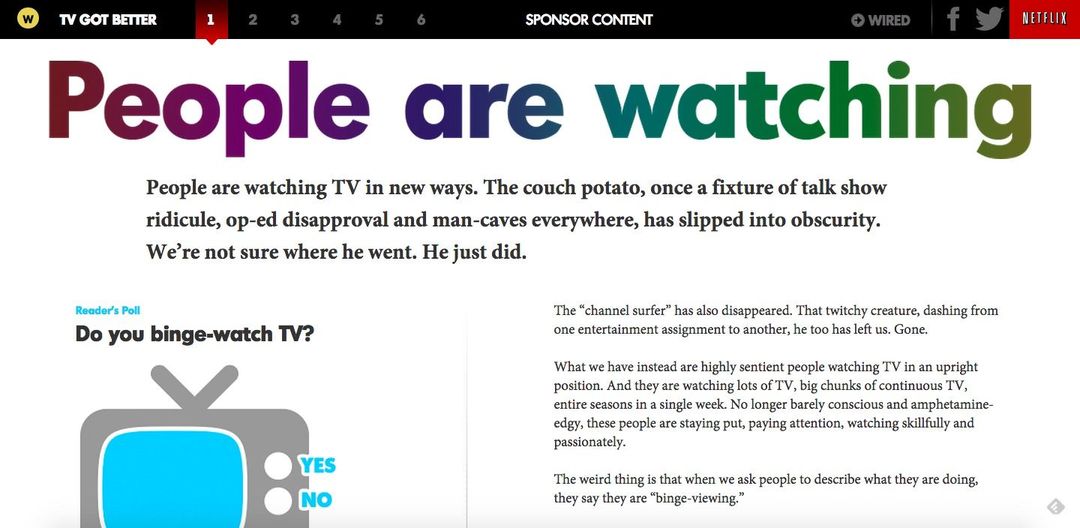 W TV GOT BETTER 1 2 3 4 5 6 SPONSOR CONTENT WIRED f NETFLIX
People are watching
People are watching TV in new ways. The couch potato, once a fixture of talk show
ridicule, op-ed disapproval and man-caves everywhere, has slipped into obscurity.
We’re not sure where he went. He just did.
Reader’s Poll
Do you binge-watch TV?
YES
NO
The “channel surfer” has also disappeared. That twitchy creature, dashing from
one entertainment assignment to another, he too has left us. Gone.
What we have instead are highly sentient people watching TV in an upright
position. And they are watching lots of TV, big chunks of continuous TV,
entire seasons in a single week. No longer barely conscious and amphetamine-
edgy, these people are staying put, paying attention, watching skillfully and
passionately.
The weird thing is that when we ask people to describe what they are doing,
they say they are “binge-viewing.”